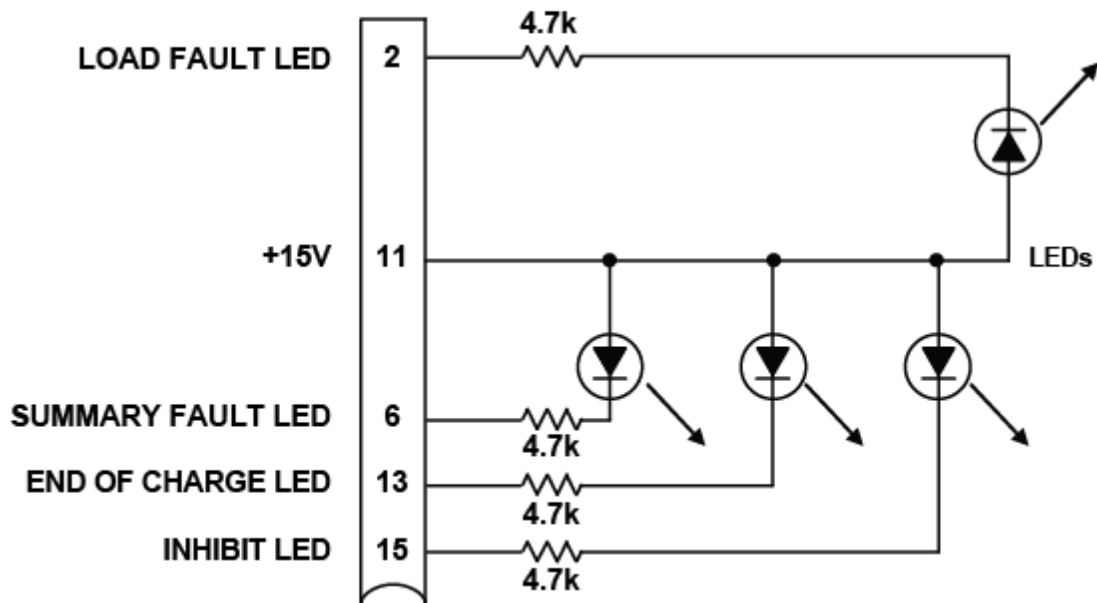 4.7k
LOAD FAULT LED 2
+15V 11 LEDs
SUMMARY FAULT LED 6
4.7k
END OF CHARGE LED 13
4.7k
INHIBIT LED 15
4.7k